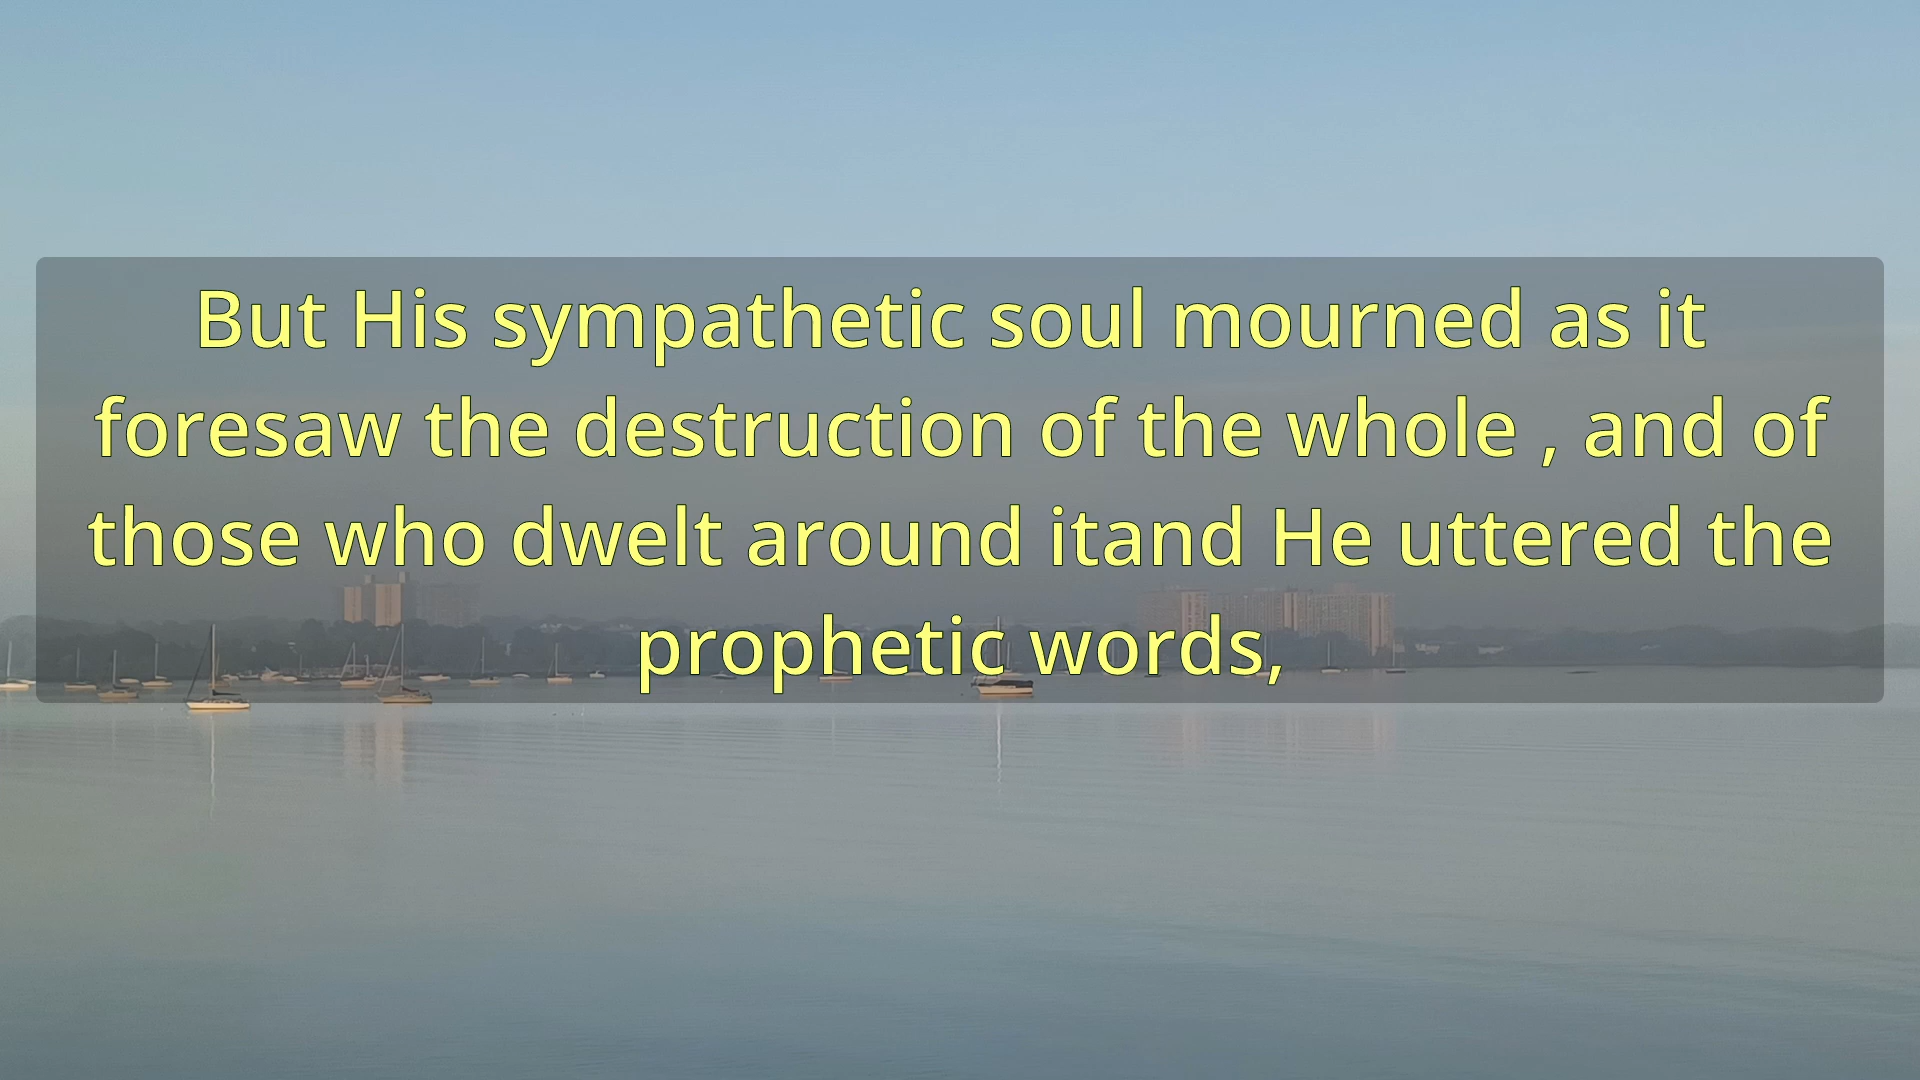 But His sympathetic soul mourned as it
foresaw the destruction of the whole , and of
those who dwelt around itand He uttered the
prophetic words,